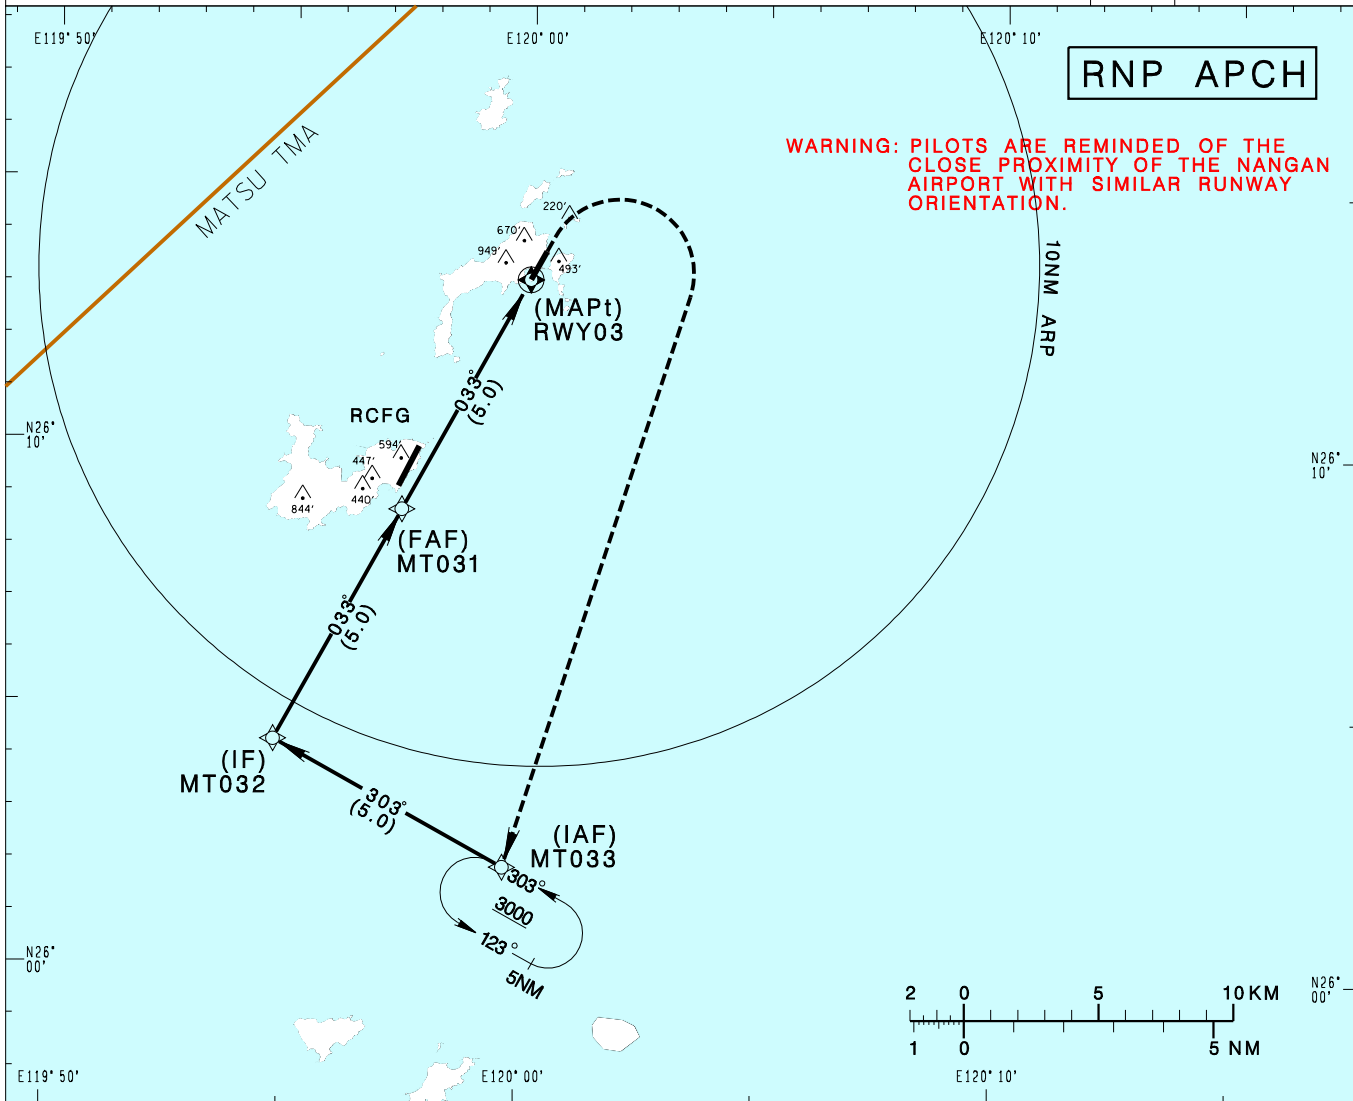 E119°50'
E120°00'
E120°10'
RNP APCH
MATSU TMA
WARNING: PILOTS ARE REMINDED OF THE
CLOSE PROXIMITY OF THE NANGAN
AIRPORT WITH SIMILAR RUNWAY
ORIENTATION.
220'
670'
949'
493'
10NM ARP
(MAPt)
RWY03
033°
(5.0)
RCFG
594'
447'
440'
844'
N26°
10'
N26°
10'
(FAF)
MT031
033°
(5.0)
(IF)
MT032
303°
(5.0)
(IAF)
MT033
303°
3000
123°
5NM
N26°
00'
N26°
00'
2 0 5 10 KM
1 0 5 NM
E119°50'
E120°00'
E120°10'